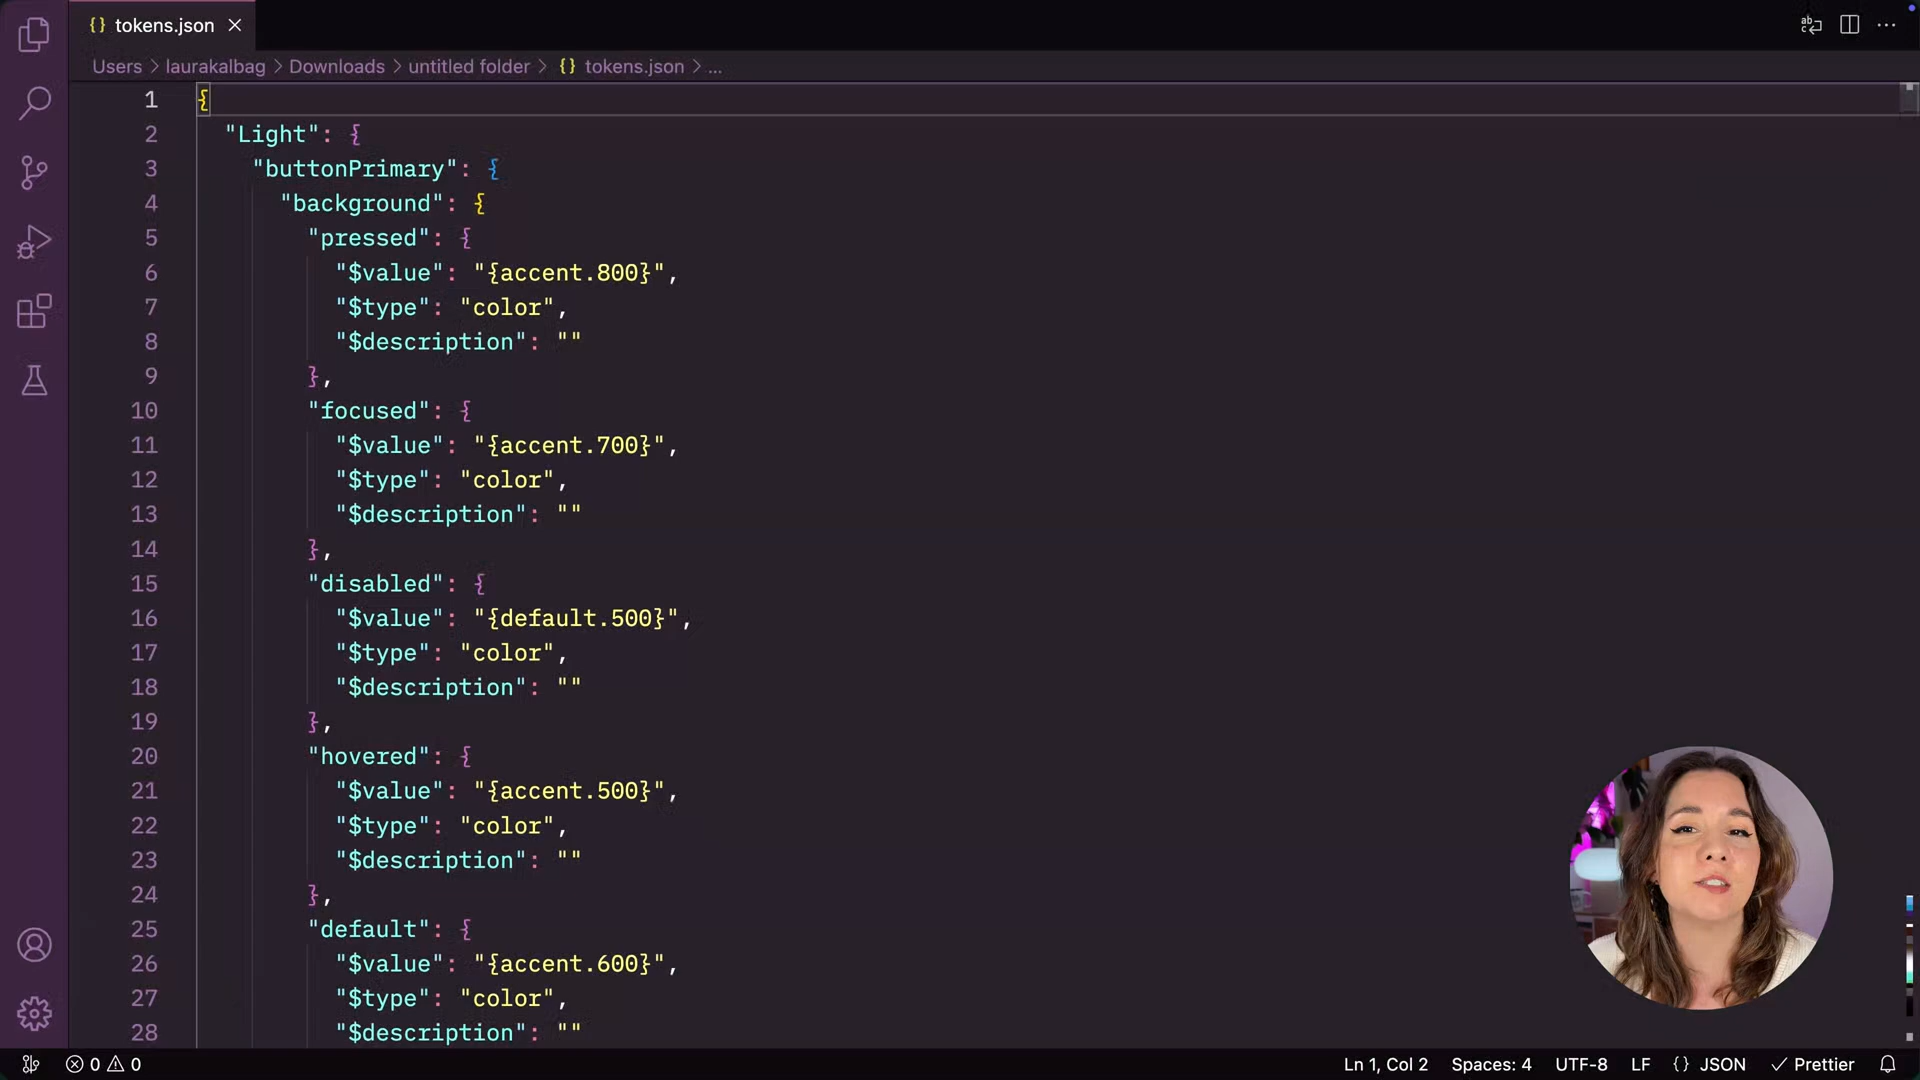 {} tokens.json
Users > laurakalbag > Downloads > untitled folder > {} tokens.json > ...
1 {
2 "Light": {
3 "buttonPrimary": {
4 "background": {
5 "pressed": {
6 "$value": "{accent.800}",
7 "$type": "color",
8 "$description": ""
9 },
10 "focused": {
11 "$value": "{accent.700}",
12 "$type": "color",
13 "$description": ""
14 },
15 "disabled": {
16 "$value": "{default.500}",
17 "$type": "color",
18 "$description": ""
19 },
20 "hovered": {
21 "$value": "{accent.500}",
22 "$type": "color",
23 "$description": ""
24 },
25 "default": {
26 "$value": "{accent.600}",
27 "$type": "color",
28 "$description": ""
0 0 Ln 1, Col 2 Spaces: 4 UTF-8 LF {} JSON Prettier